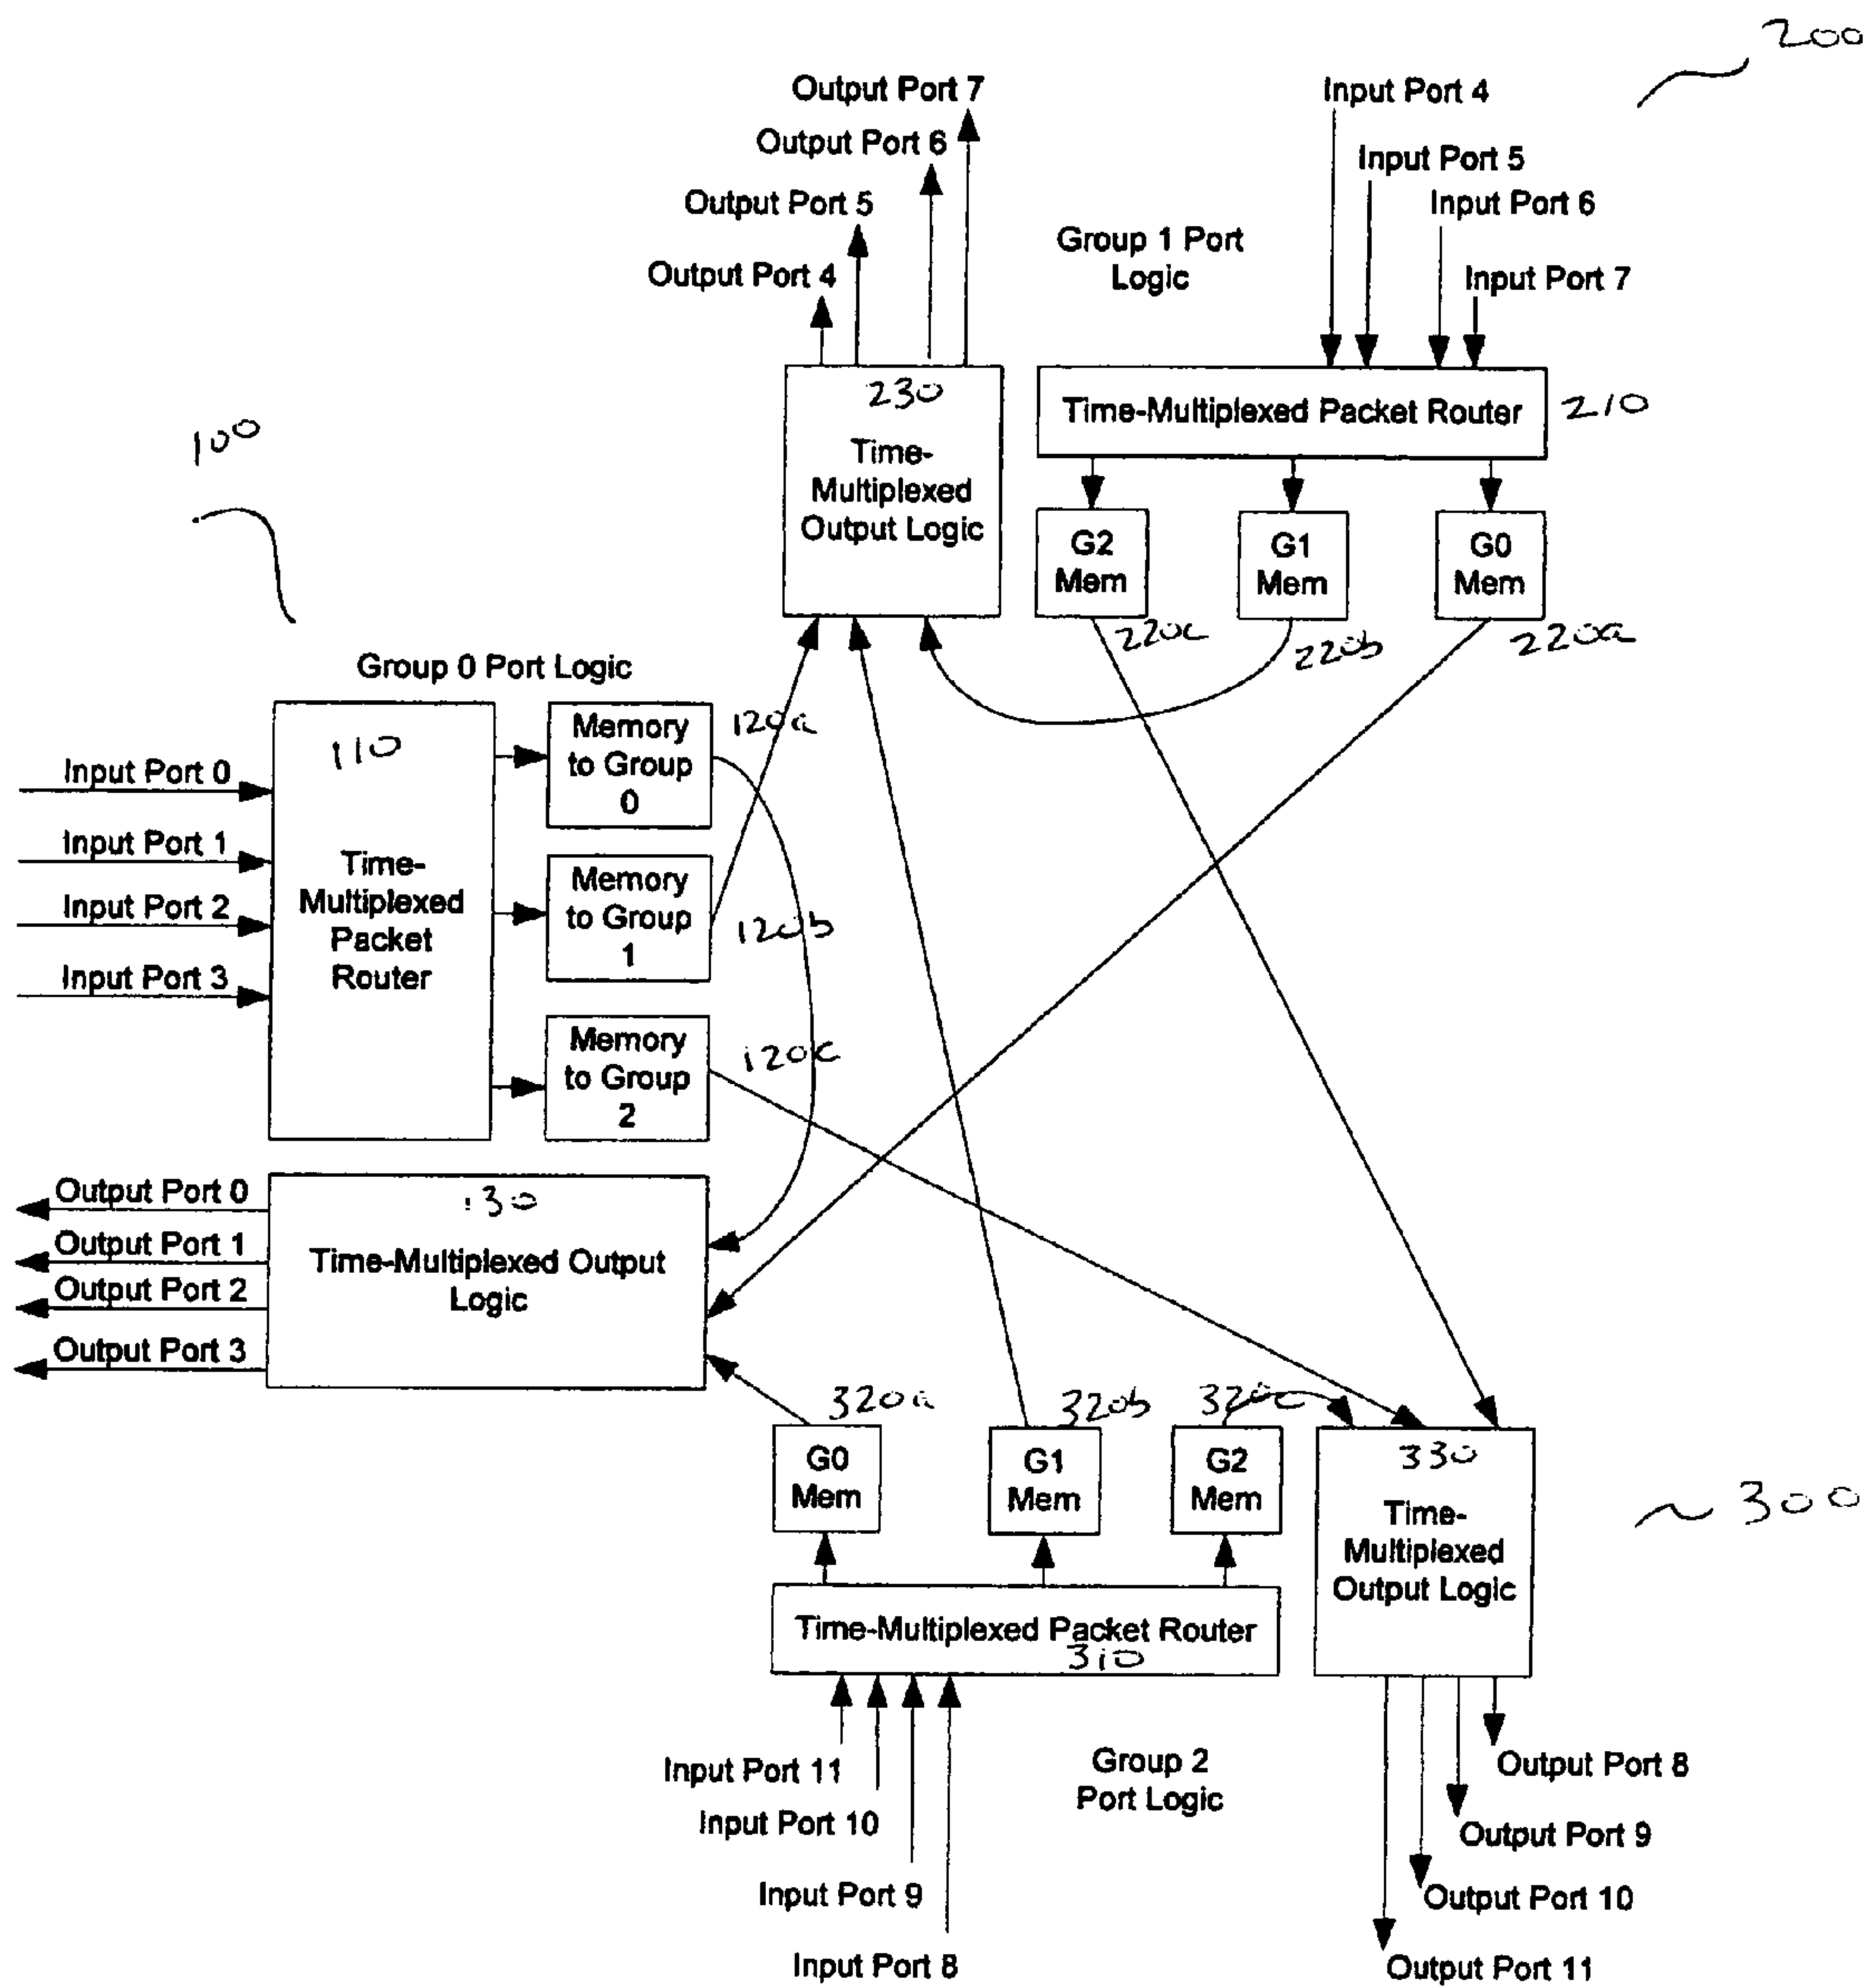 200
Output Port 7
Input Port 4
Output Port 6
Input Port 5
Output Port 5
Input Port 6
Group 1 Port
Logic
Output Port 4
Input Port 7
230
Time-
Multiplexed
Output Logic
Time-Multiplexed Packet Router
210
G2
Mem
G1
Mem
G0
Mem
220c
220b
220a
100
Group 0 Port Logic
110
Time-
Multiplexed
Packet
Router
Input Port 0
Input Port 1
Input Port 2
Input Port 3
Memory
to Group
0
120a
Memory
to Group
1
120b
Memory
to Group
2
120c
Output Port 0
Output Port 1
Output Port 2
Output Port 3
130
Time-Multiplexed Output
Logic
320a
320b
320c
G0
Mem
G1
Mem
G2
Mem
330
Time-
Multiplexed
Output Logic
300
Time-Multiplexed Packet Router
310
Input Port 11
Input Port 10
Input Port 9
Input Port 8
Group 2
Port Logic
Output Port 8
Output Port 9
Output Port 10
Output Port 11